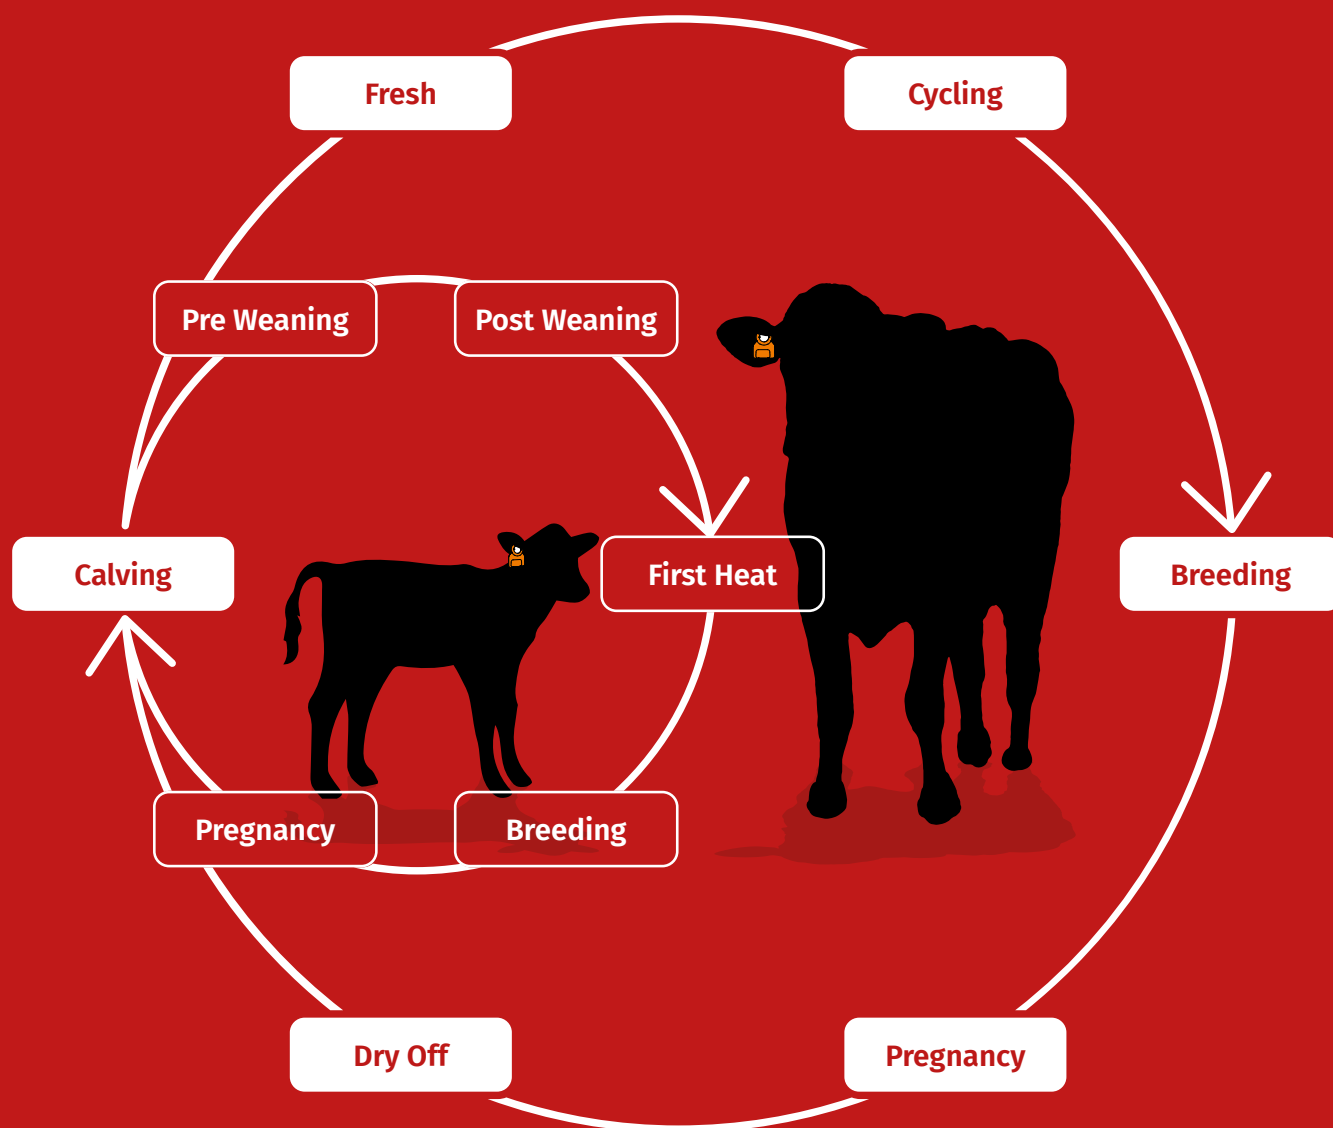 Fresh
Cycling
Pre Weaning
Post Weaning
Calving
First Heat
Breeding
Pregnancy
Breeding
Dry Off
Pregnancy